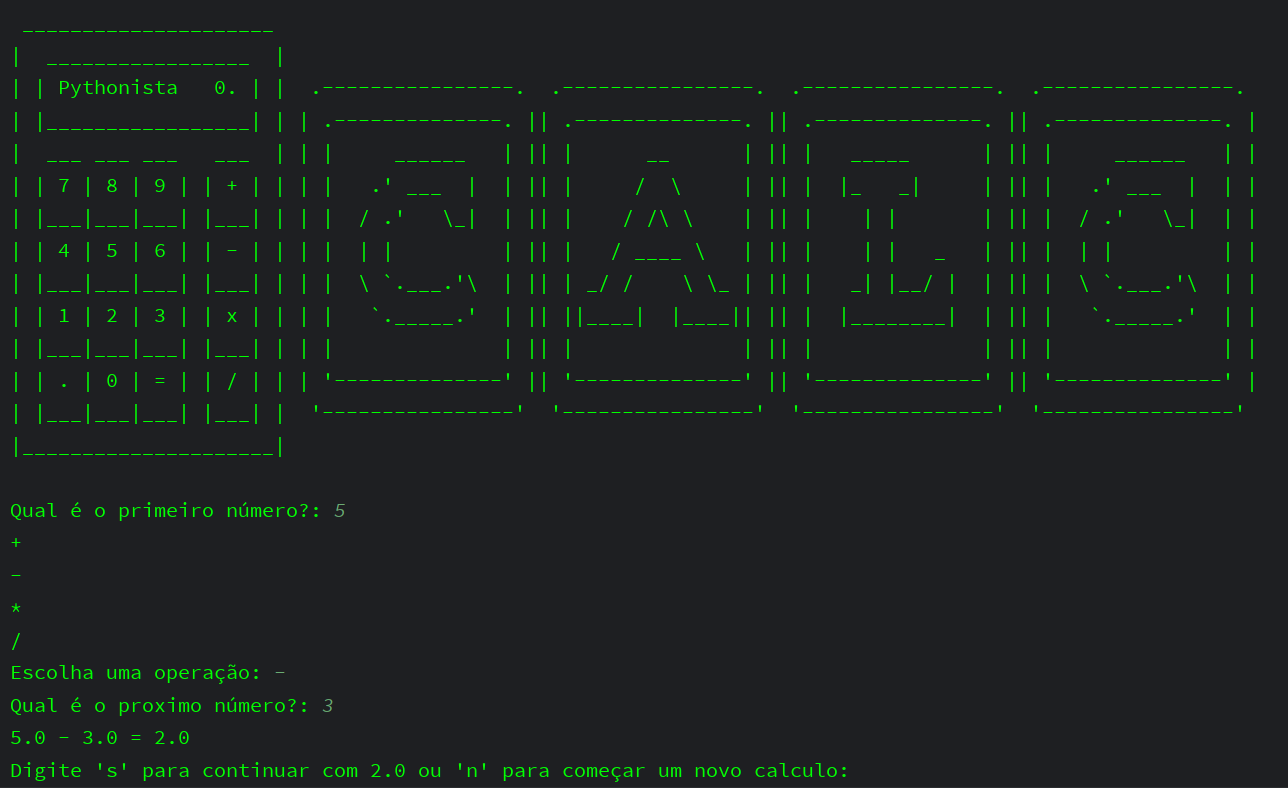 Pythonista 0.
7 8 9 +
4 5 6 -
1 2 3 x
. 0 = /
CALC
Qual é o primeiro número?: 5
+
-
*
/
Escolha uma operação: -
Qual é o proximo número?: 3
5.0 - 3.0 = 2.0
Digite 's' para continuar com 2.0 ou 'n' para começar um novo calculo: